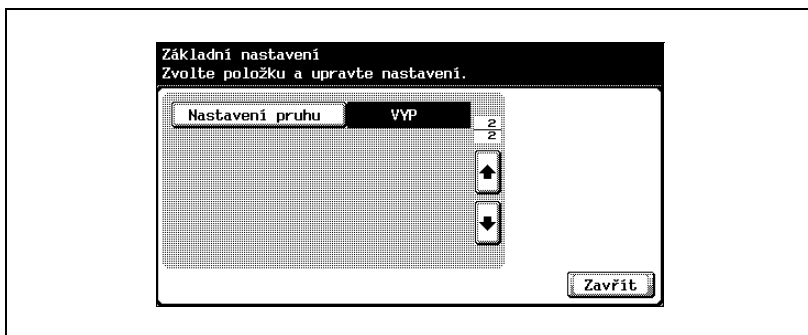 Základní nastavení
Zvolte položku a upravte nastavení.
Nastavení pruhu VYP
2
2
Zavřít